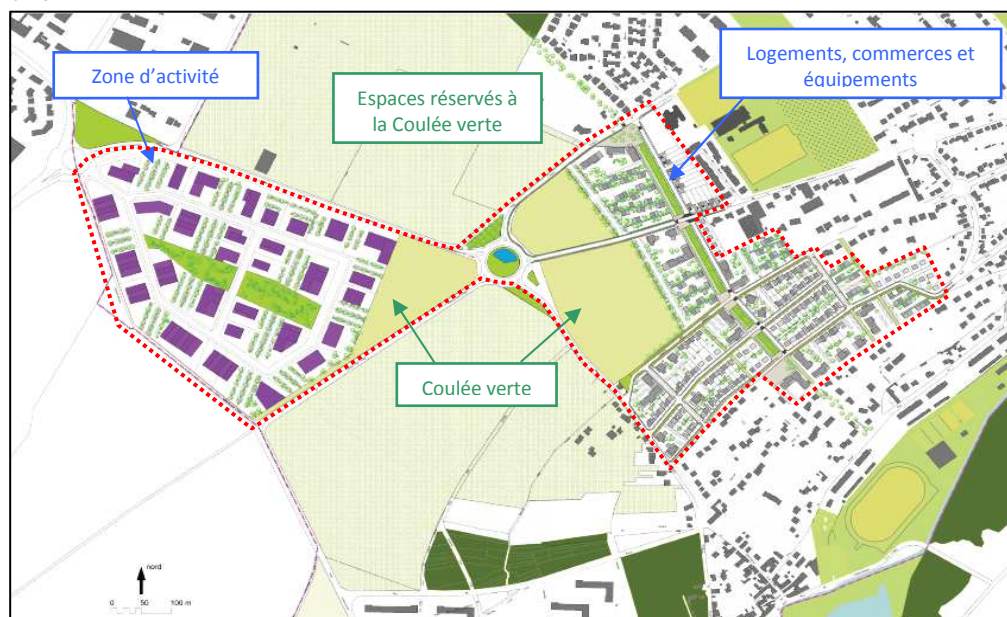 Zone d'activité
Logements, commerces et
équipements
Espaces réservés à
la Coulée verte
Coulée verte
nord
0 50 100 m